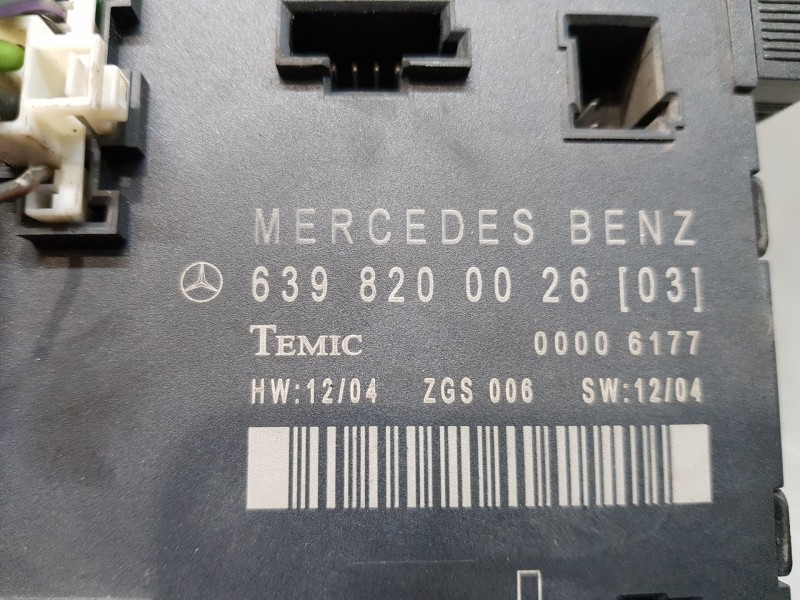 MERCEDES BENZ
639 820 00 26 [03]
TEMIC 0000 6177
HW:12/04 ZGS 006 SW:12/04